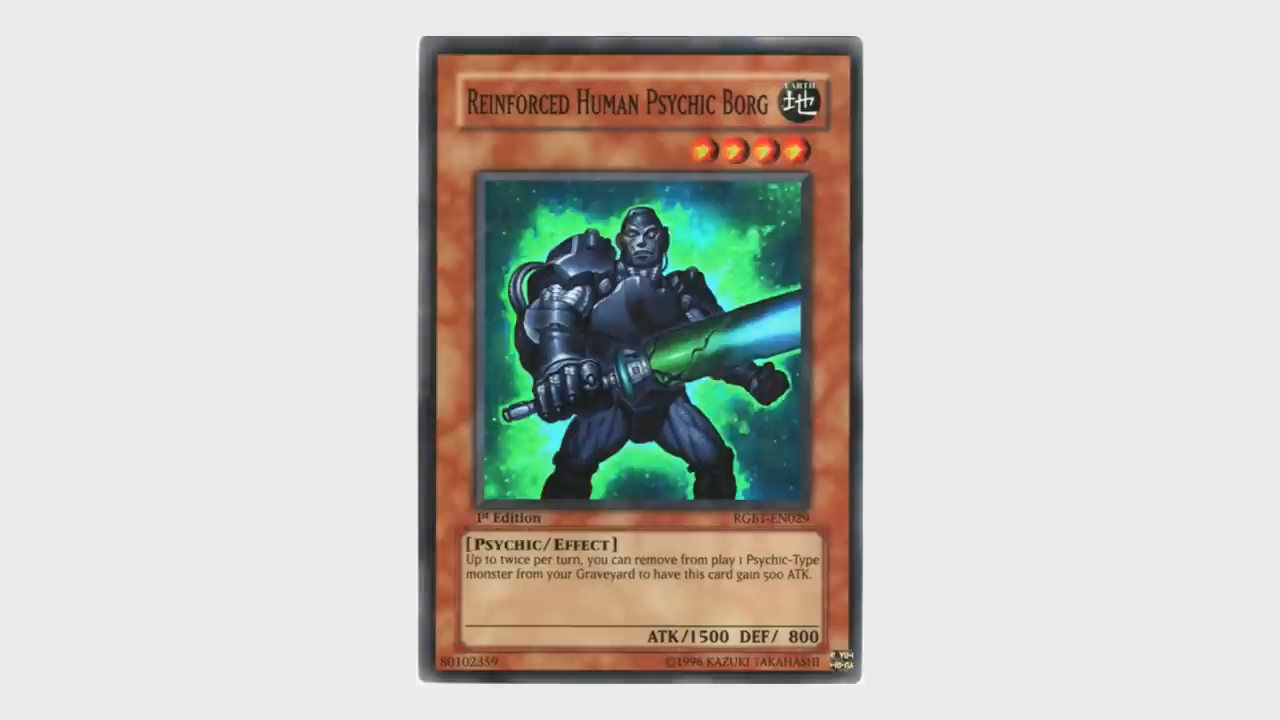 REINFORCED HUMAN PSYCHIC BORG
EARTH
地
1st Edition
RGBT-EN029
[PSYCHIC/EFFECT]
Up to twice per turn, you can remove from play 1 Psychic-Type
monster from your Graveyard to have this card gain 500 ATK.
ATK/1500 DEF/ 800
80102359
©1996 KAZUKI TAKAHASHI